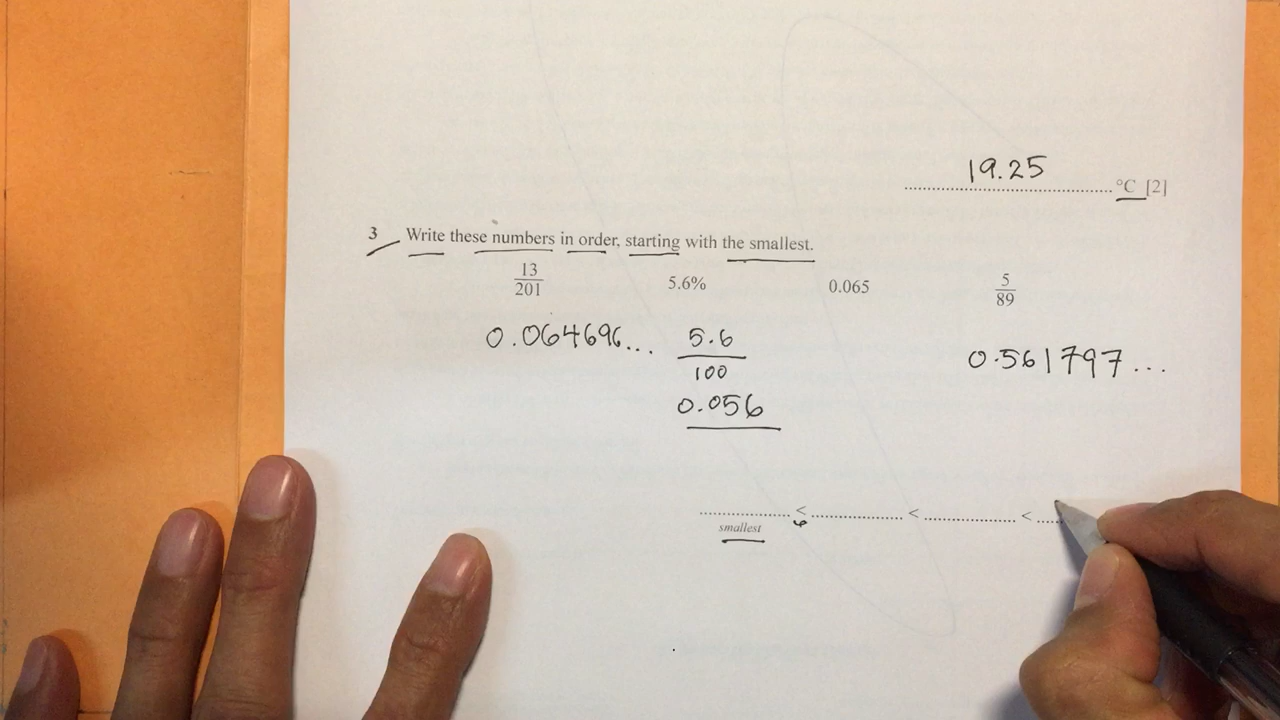 19.25
°C [2]
3 Write these numbers in order, starting with the smallest.
13/201 5.6% 0.065 5/89
0.064696... 5.6/100 0.561797...
0.056
< < <
smallest